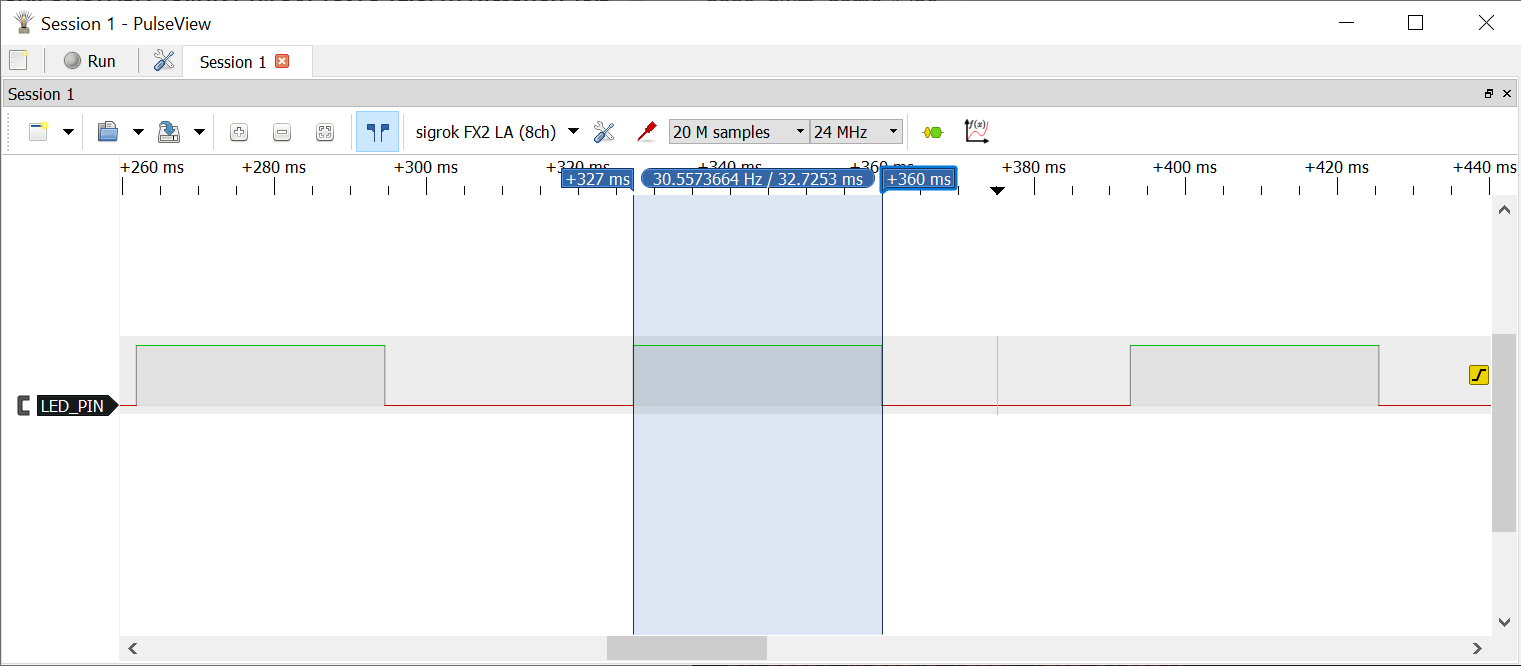 Session 1 - PulseView
Run
Session 1
Session 1
sigrok FX2 LA (8ch)
20 M samples
24 MHz
f(x)
+260 ms +280 ms +300 ms +320 ms +340 ms +360 ms +380 ms +400 ms +420 ms +440 ms
+327 ms 30.5573664 Hz / 32.7253 ms +360 ms
LED_PIN